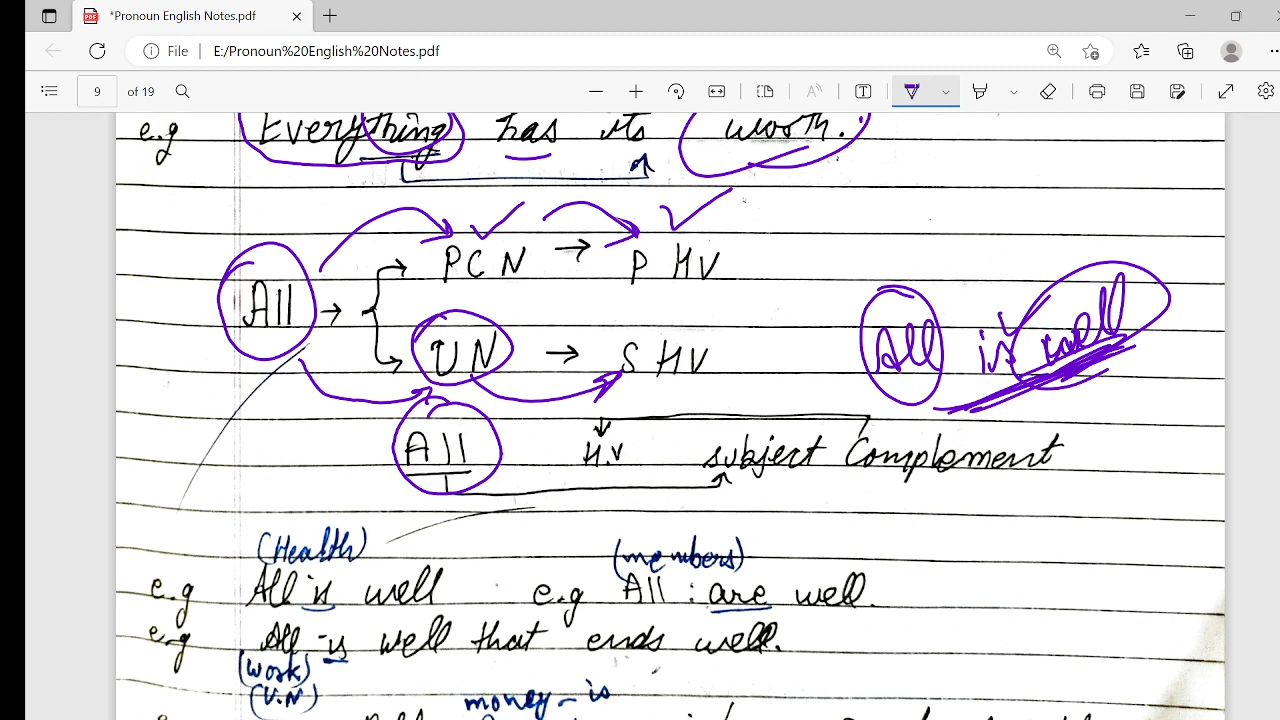 *Pronoun English Notes.pdf
File | E:/Pronoun%20English%20Notes.pdf
9 of 19
e.g Everything has its worth.
All → PCN → P HV
UN → S HV
All is well
All H.V subject Complement
(Health) (members)
e.g All is well e.g All : are well.
e.g All is well that ends well.
(work)
(U.N) money - is